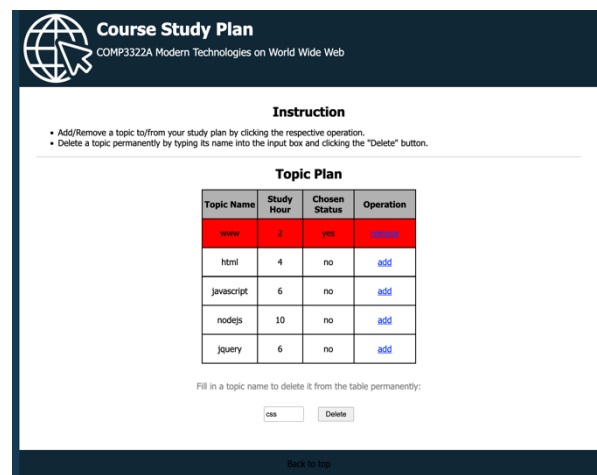 Course Study Plan
COMP3322A Modern Technologies on World Wide Web
Instruction
• Add/Remove a topic to/from your study plan by clicking the respective operation.
• Delete a topic permanently by typing its name into the input box and clicking the "Delete" button.
Topic Plan
Topic Name Study Hour Chosen Status Operation
www 2 yes remove
html 4 no add
javascript 6 no add
nodejs 10 no add
jquery 6 no add
Fill in a topic name to delete it from the table permanently:
css Delete
Back to top